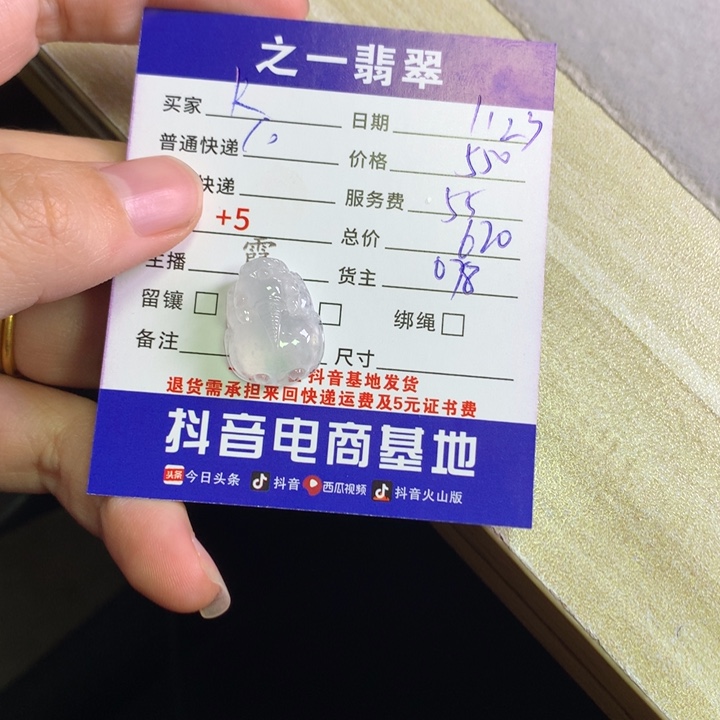 之一翡翠
买家 K 日期 11.23
普通快递 10 价格 550
快递 服务费 55
+5 总价 620
主播 霞 货主 078
留镶 绑绳
备注 尺寸
抖音基地发货
退货需承担来回快递运费及5元证书费
抖音电商基地
头条 今日头条 抖音 西瓜视频 抖音火山版